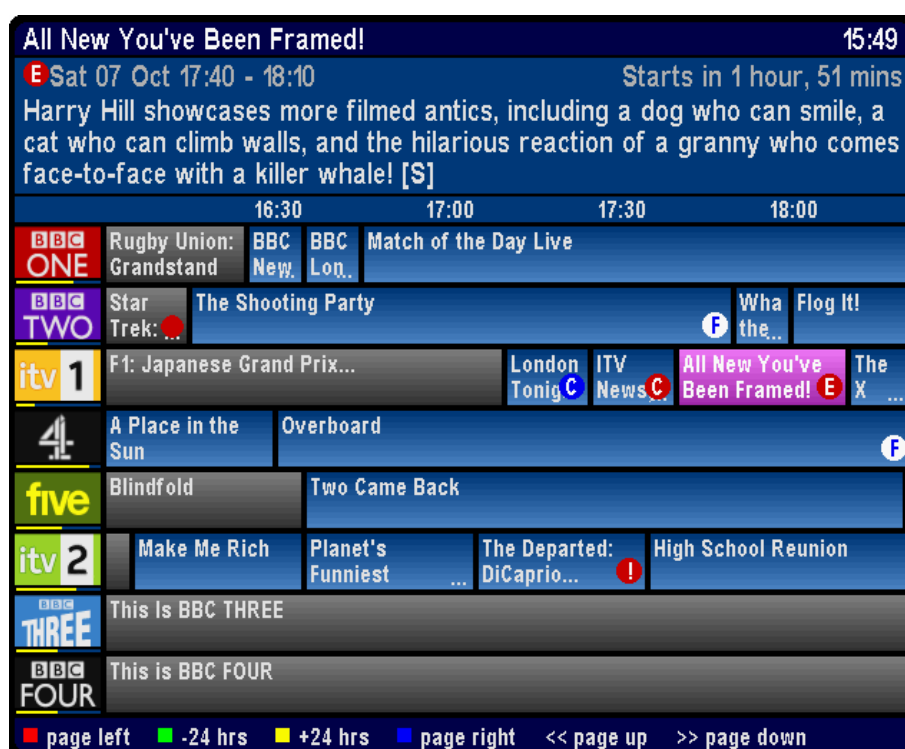 All New You've Been Framed! 15:49
E Sat 07 Oct 17:40 - 18:10 Starts in 1 hour, 51 mins
Harry Hill showcases more filmed antics, including a dog who can smile, a
cat who can climb walls, and the hilarious reaction of a granny who comes
face-to-face with a killer whale! [S]
16:30 17:00 17:30 18:00
BBC ONE
Rugby Union:
Grandstand
BBC
New..
BBC
Lon..
Match of the Day Live
BBC TWO
Star
Trek: ...
The Shooting Party
F
Wha
the...
Flog It!
itv 1
F1: Japanese Grand Prix...
London
Tonig C
ITV
News C
All New You've
Been Framed! E
The
X ...
4
A Place in the
Sun
Overboard
F
five
Blindfold
Two Came Back
itv 2
Make Me Rich
Planet's
Funniest ...
The Departed:
DiCaprio... !
High School Reunion
BBC THREE
This Is BBC THREE
BBC FOUR
This is BBC FOUR
page left -24 hrs +24 hrs page right << page up >> page down